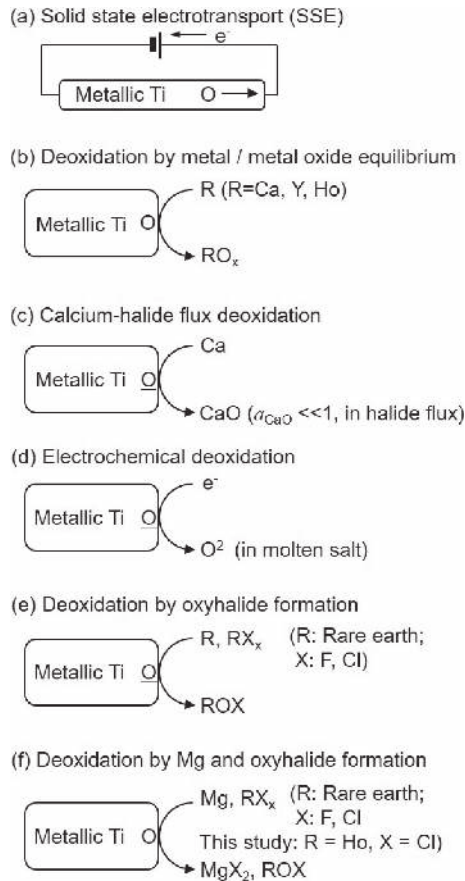 (a) Solid state electrotransport (SSE)
e⁻
Metallic Ti O
(b) Deoxidation by metal / metal oxide equilibrium
R (R=Ca, Y, Ho)
Metallic Ti O
ROₓ
(c) Calcium-halide flux deoxidation
Ca
Metallic Ti O
CaO (a_CaO <<1, in halide flux)
(d) Electrochemical deoxidation
e⁻
Metallic Ti O
O² (in molten salt)
(e) Deoxidation by oxyhalide formation
R, RXₓ (R: Rare earth;
X: F, Cl)
Metallic Ti O
ROX
(f) Deoxidation by Mg and oxyhalide formation
Mg, RXₓ (R: Rare earth;
X: F, Cl
Metallic Ti O This study: R = Ho, X = Cl)
MgX₂, ROX